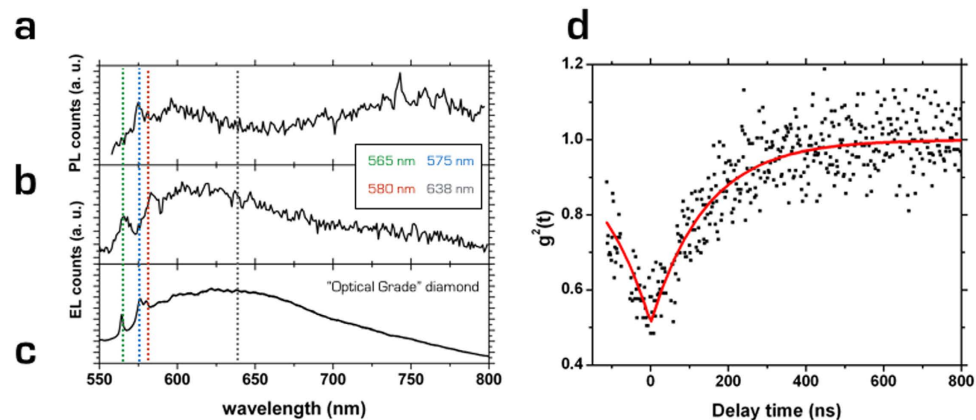 a
PL counts (a. u.)
b
565 nm 575 nm
580 nm 638 nm
EL counts (a. u.)
"Optical Grade" diamond
c
550 600 650 700 750 800
wavelength (nm)
d
1.2
1.0
0.8
0.6
0.4
g²(t)
0 200 400 600 800
Delay time (ns)